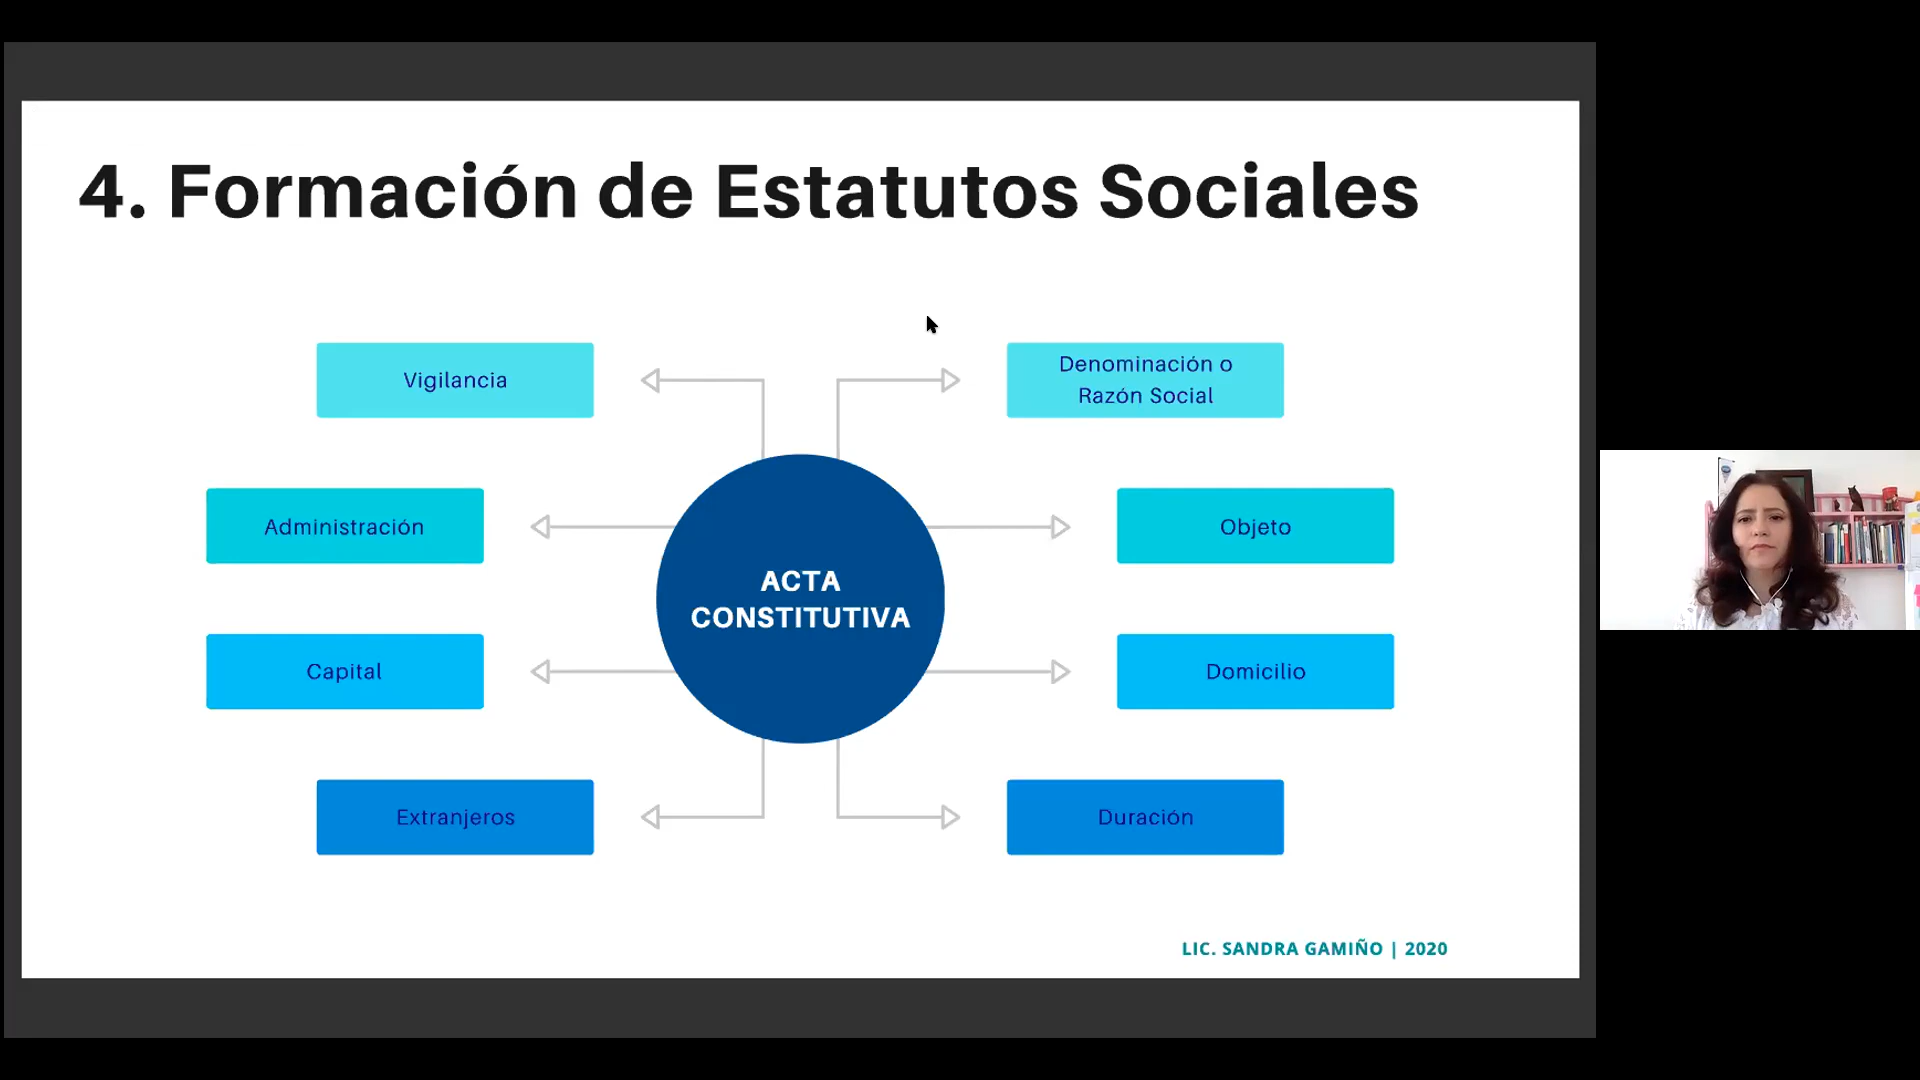 4. Formación de Estatutos Sociales
Vigilancia
Denominación o
Razón Social
Administración
Objeto
ACTA
CONSTITUTIVA
Capital
Domicilio
Extranjeros
Duración
LIC. SANDRA GAMIÑO | 2020